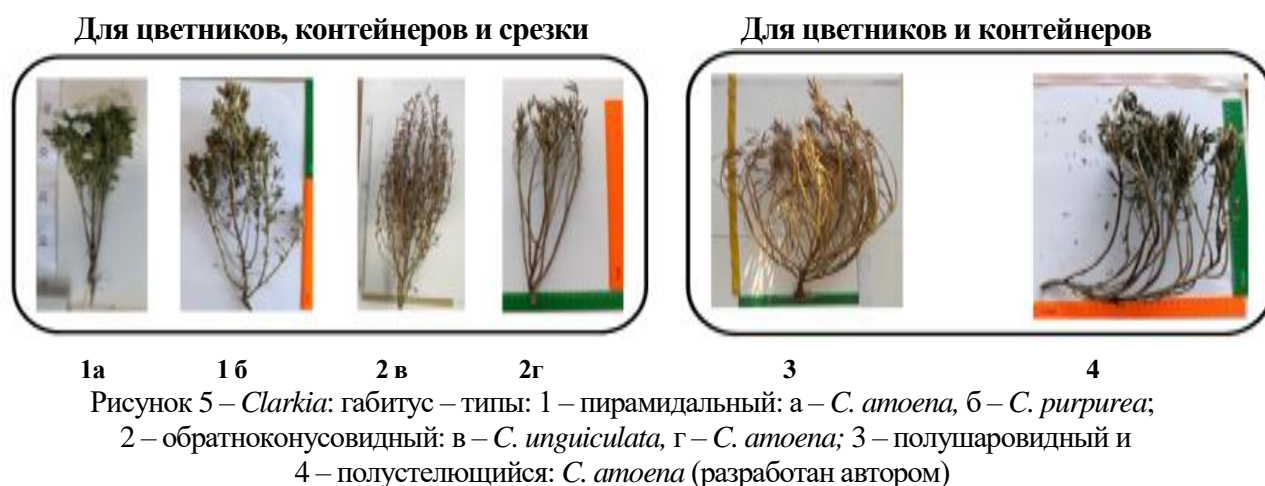 Для цветников, контейнеров и срезки
Для цветников и контейнеров
1а 1 б 2 в 2г 3 4
Рисунок 5 – Clarkia: габитус – типы: 1 – пирамидальный: а – C. amoena, б – C. purpurea;
2 – обратноконусовидный: в – C. unguiculata, г – C. amoena; 3 – полушаровидный и
4 – полустелющийся: C. amoena (разработан автором)